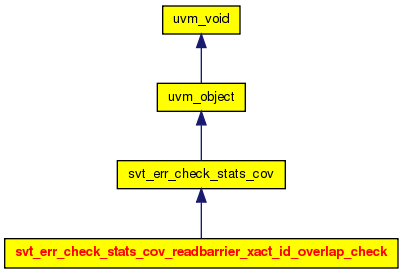 uvm_void
uvm_object
svt_err_check_stats_cov
svt_err_check_stats_cov_readbarrier_xact_id_overlap_check